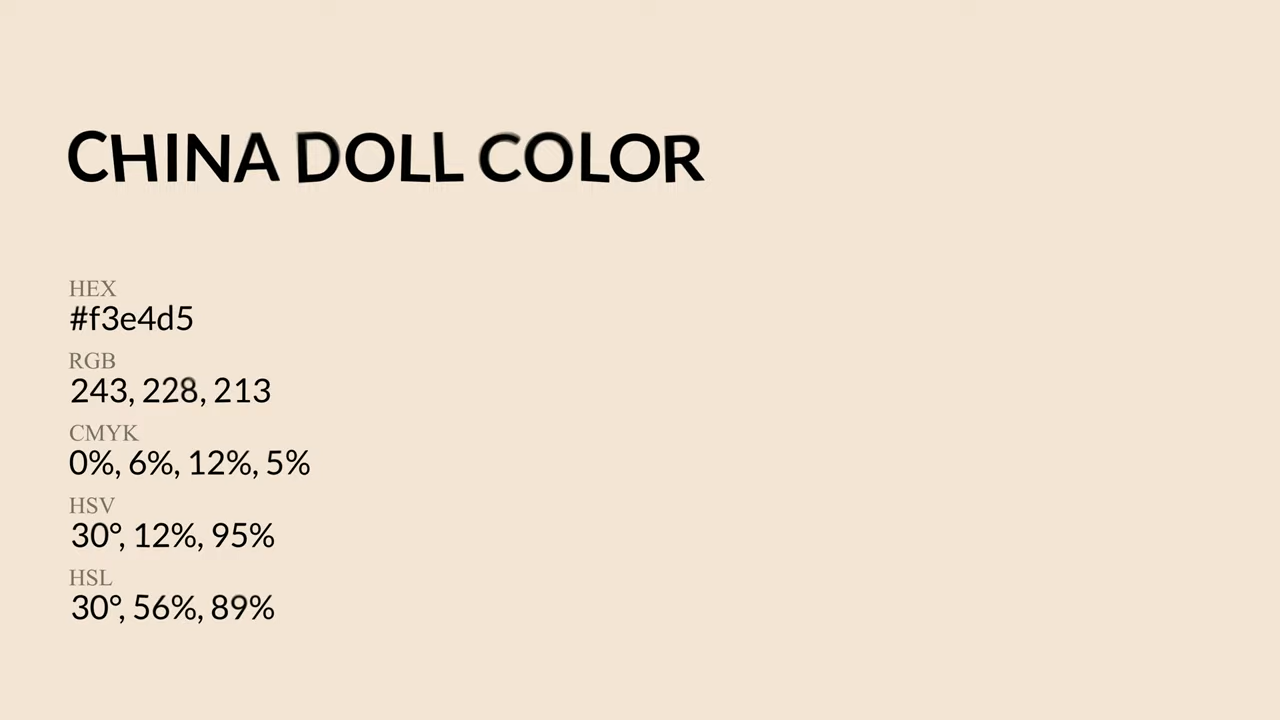 CHINA DOLL COLOR
HEX
#f3e4d5
RGB
243, 228, 213
CMYK
0%, 6%, 12%, 5%
HSV
30°, 12%, 95%
HSL
30°, 56%, 89%